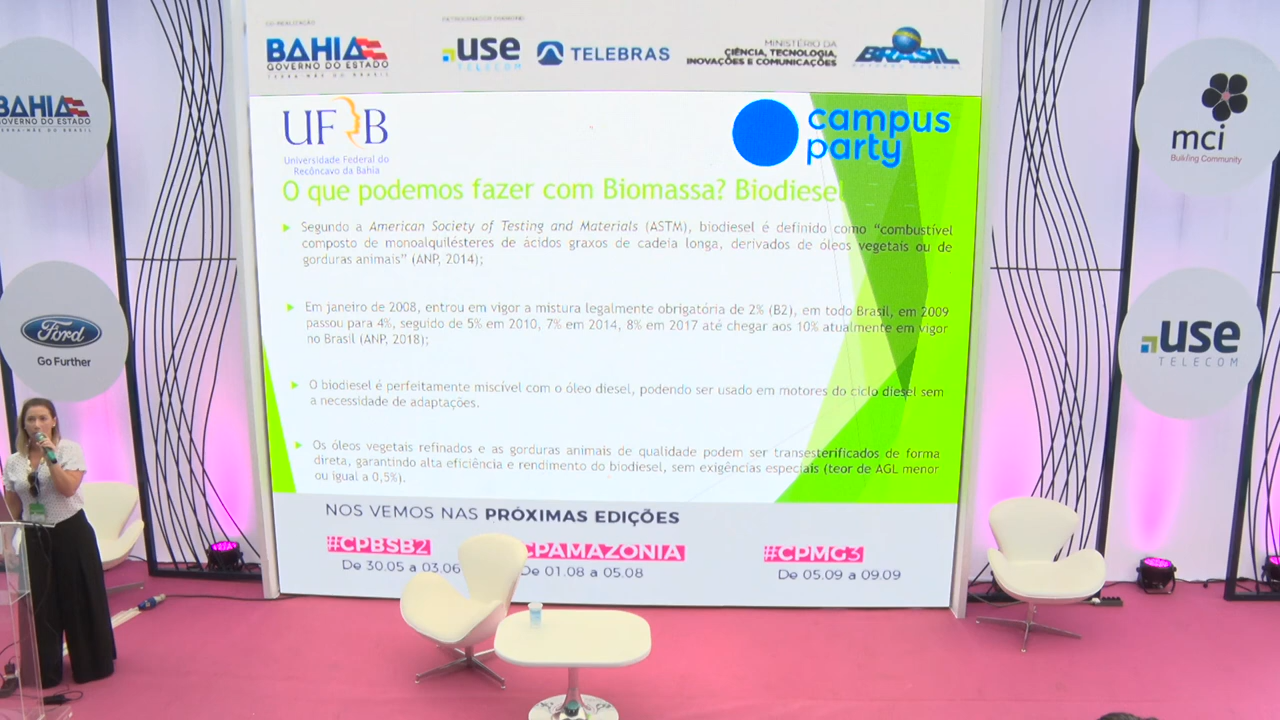 BAHIA
GOVERNO DO ESTADO
use
TELECOM
TELEBRAS
MINISTÉRIO DA
CIÊNCIA, TECNOLOGIA,
INOVAÇÕES E COMUNICAÇÕES
BRASIL
BAHIA
GOVERNO DO ESTADO
mci
Building Community
UFRB
Universidade Federal do
Recôncavo da Bahia
campus
party
O que podemos fazer com Biomassa? Biodiesel
Segundo a American Society of Testing and Materials (ASTM), biodiesel é definido como “combustível
composto de monoalquilésteres de ácidos graxos de cadeia longa, derivados de óleos vegetais ou de
gorduras animais” (ANP, 2014);
Em janeiro de 2008, entrou em vigor a mistura legalmente obrigatória de 2% (B2), em todo Brasil, em 2009
passou para 4%, seguido de 5% em 2010, 7% em 2014, 8% em 2017 até chegar aos 10% atualmente em vigor
no Brasil (ANP, 2018);
O biodiesel é perfeitamente miscível com o óleo diesel, podendo ser usado em motores do ciclo diesel sem
a necessidade de adaptações.
Os óleos vegetais refinados e as gorduras animais de qualidade podem ser transesterificados de forma
direta, garantindo alta eficiência e rendimento do biodiesel, sem exigências especiais (teor de AGL menor
ou igual a 0,5%).
Ford
Go Further
use
TELECOM
NOS VEMOS NAS PRÓXIMAS EDIÇÕES
#CPBSB2
CPAMAZONIA
#CPMG3
De 30.05 a 03.06
De 01.08 a 05.08
De 05.09 a 09.09